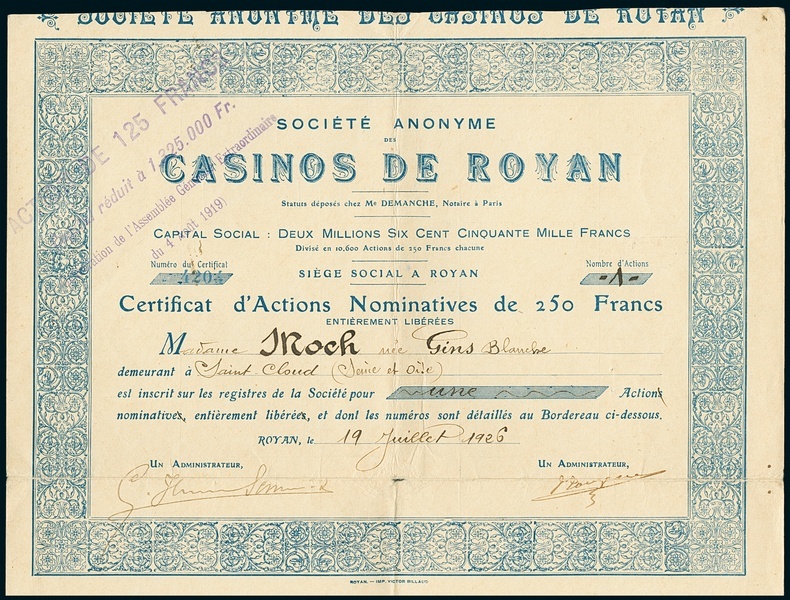 SOCIÉTÉ ANONYME DES CASINOS DE ROYAN
ACTION DE 125 FRANCS
réduit à 1.325.000 Fr.
de l'Assemblée Générale Extraordinaire
du 4 Août 1919)
SOCIÉTÉ ANONYME
DES
CASINOS DE ROYAN
Statuts déposés chez Me DEMANCHE, Notaire à Paris
CAPITAL SOCIAL : DEUX MILLIONS SIX CENT CINQUANTE MILLE FRANCS
Divisé en 10,600 Actions de 250 Francs chacune
Numéro du Certificat
Nombre d'Actions
420
-1-
SIÈGE SOCIAL A ROYAN
Certificat d'Actions Nominatives de 250 Francs
ENTIÈREMENT LIBÉRÉES
Madame Moch née Gins Blanche
demeurant à Saint Cloud (Seine et Oise)
est inscrit sur les registres de la Société pour une Action
nominative, entièrement libérée, et dont les numéros sont détaillés au Bordereau ci-dessous.
ROYAN, le 19 Juillet 1926
UN ADMINISTRATEUR,
UN ADMINISTRATEUR,
ROYAN. — IMP. VICTOR BILLAUD